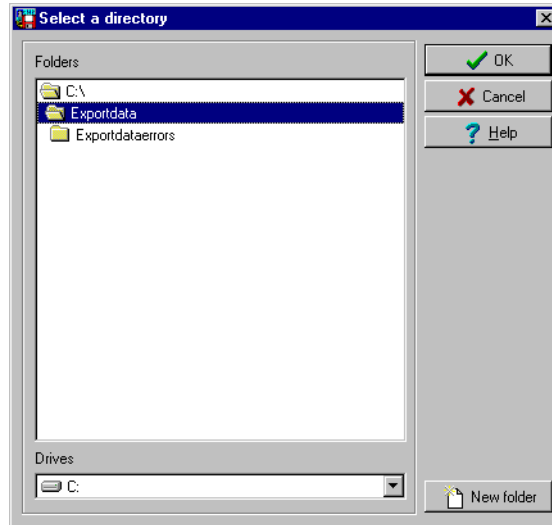 Select a directory
Folders
C:\
Exportdata
Exportdataerrors
Drives
C:
OK
Cancel
Help
New folder